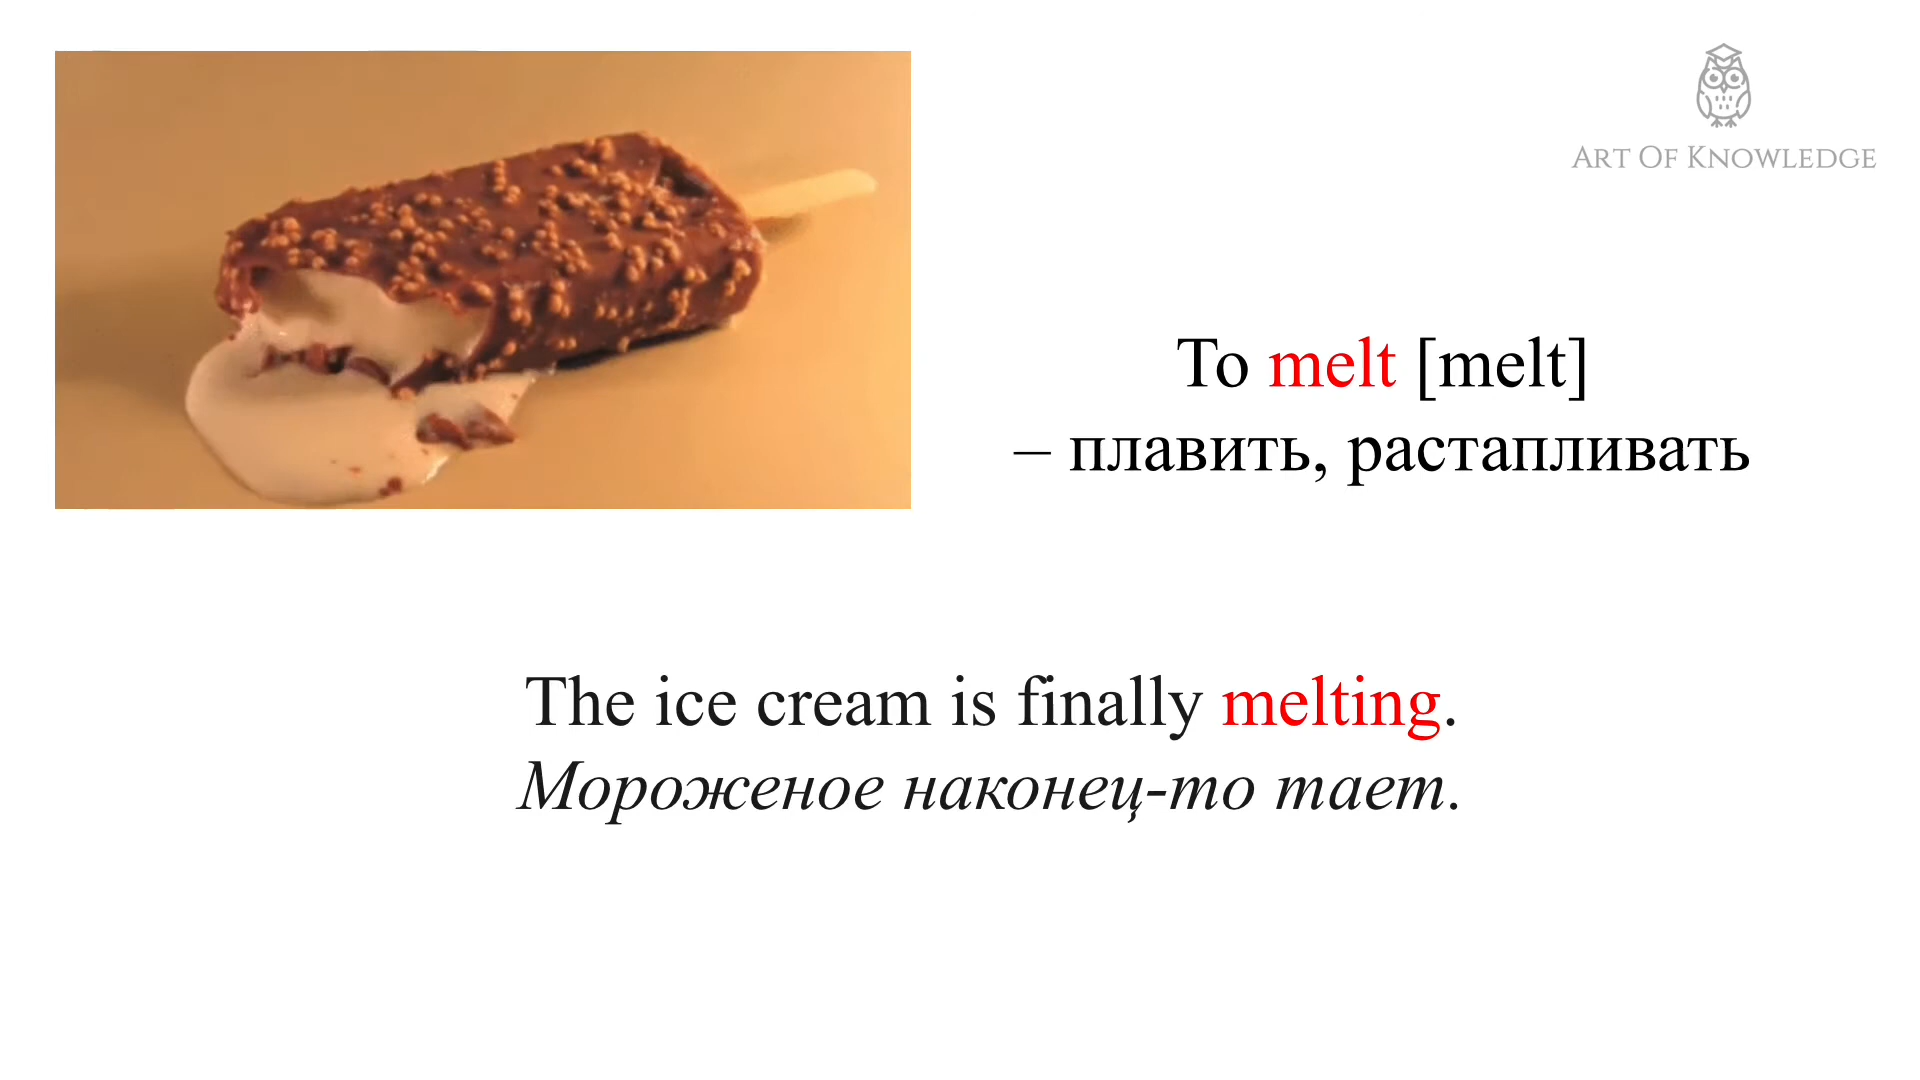 ART OF KNOWLEDGE
To melt [melt]
– плавить, растапливать
The ice cream is finally melting.
Мороженое наконец-то тает.